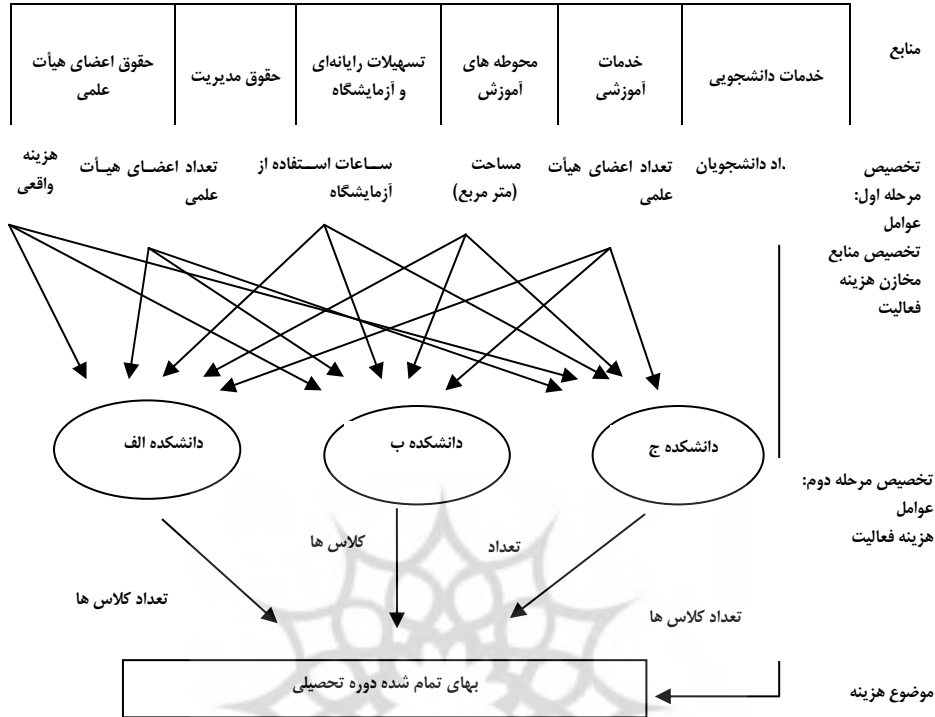 منابع
خدمات دانشجویی
خدمات
آموزشی
محوطه های
آموزش
تسهیلات رایانه‌ای
و آزمایشگاه
حقوق مدیریت
حقوق اعضای هیأت
علمی
تخصیص
مرحله اول:
عوامل
تخصیص منابع
مخازن هزینه
فعالیت
.اد دانشجویان
تعداد اعضای هیأت
علمی
مساحت
(متر مربع)
ساعات استفاده از
آزمایشگاه
تعداد اعضای هیأت
علمی
هزینه
واقعی
دانشکده ج
دانشکده ب
دانشکده الف
تخصیص مرحله دوم:
عوامل
هزینه فعالیت
تعداد
کلاس ها
تعداد کلاس ها
تعداد کلاس ها
بهای تمام شده دوره تحصیلی
موضوع هزینه